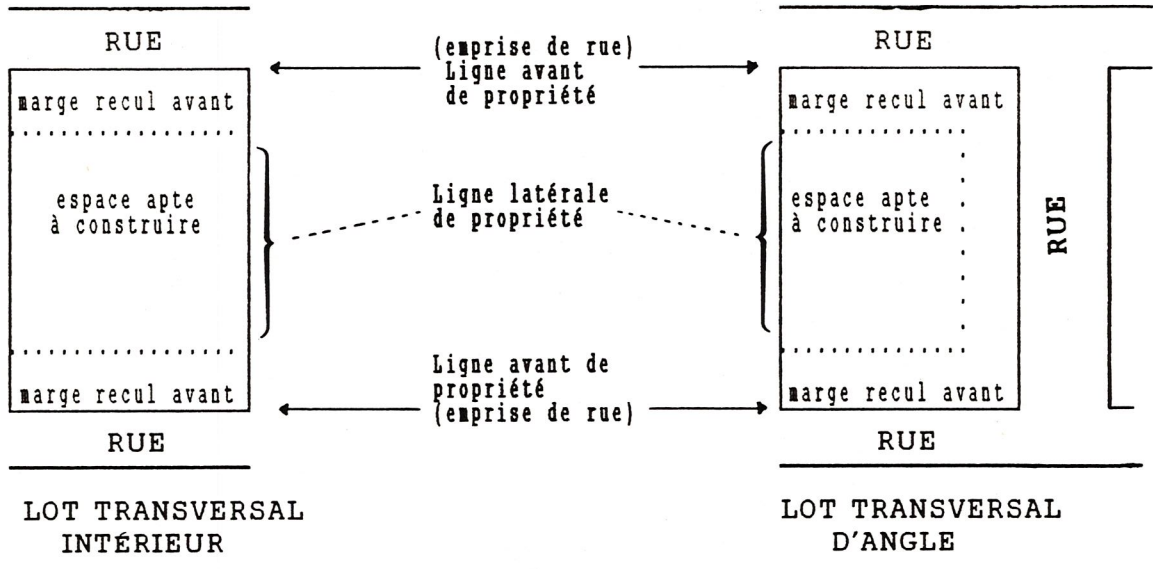 RUE
marge recul avant
espace apte
à construire
marge recul avant
RUE
LOT TRANSVERSAL
INTÉRIEUR
(emprise de rue)
Ligne avant
de propriété
Ligne latérale
de propriété
Ligne avant de
propriété
(emprise de rue)
RUE
marge recul avant
espace apte
à construire
RUE
marge recul avant
RUE
LOT TRANSVERSAL
D'ANGLE